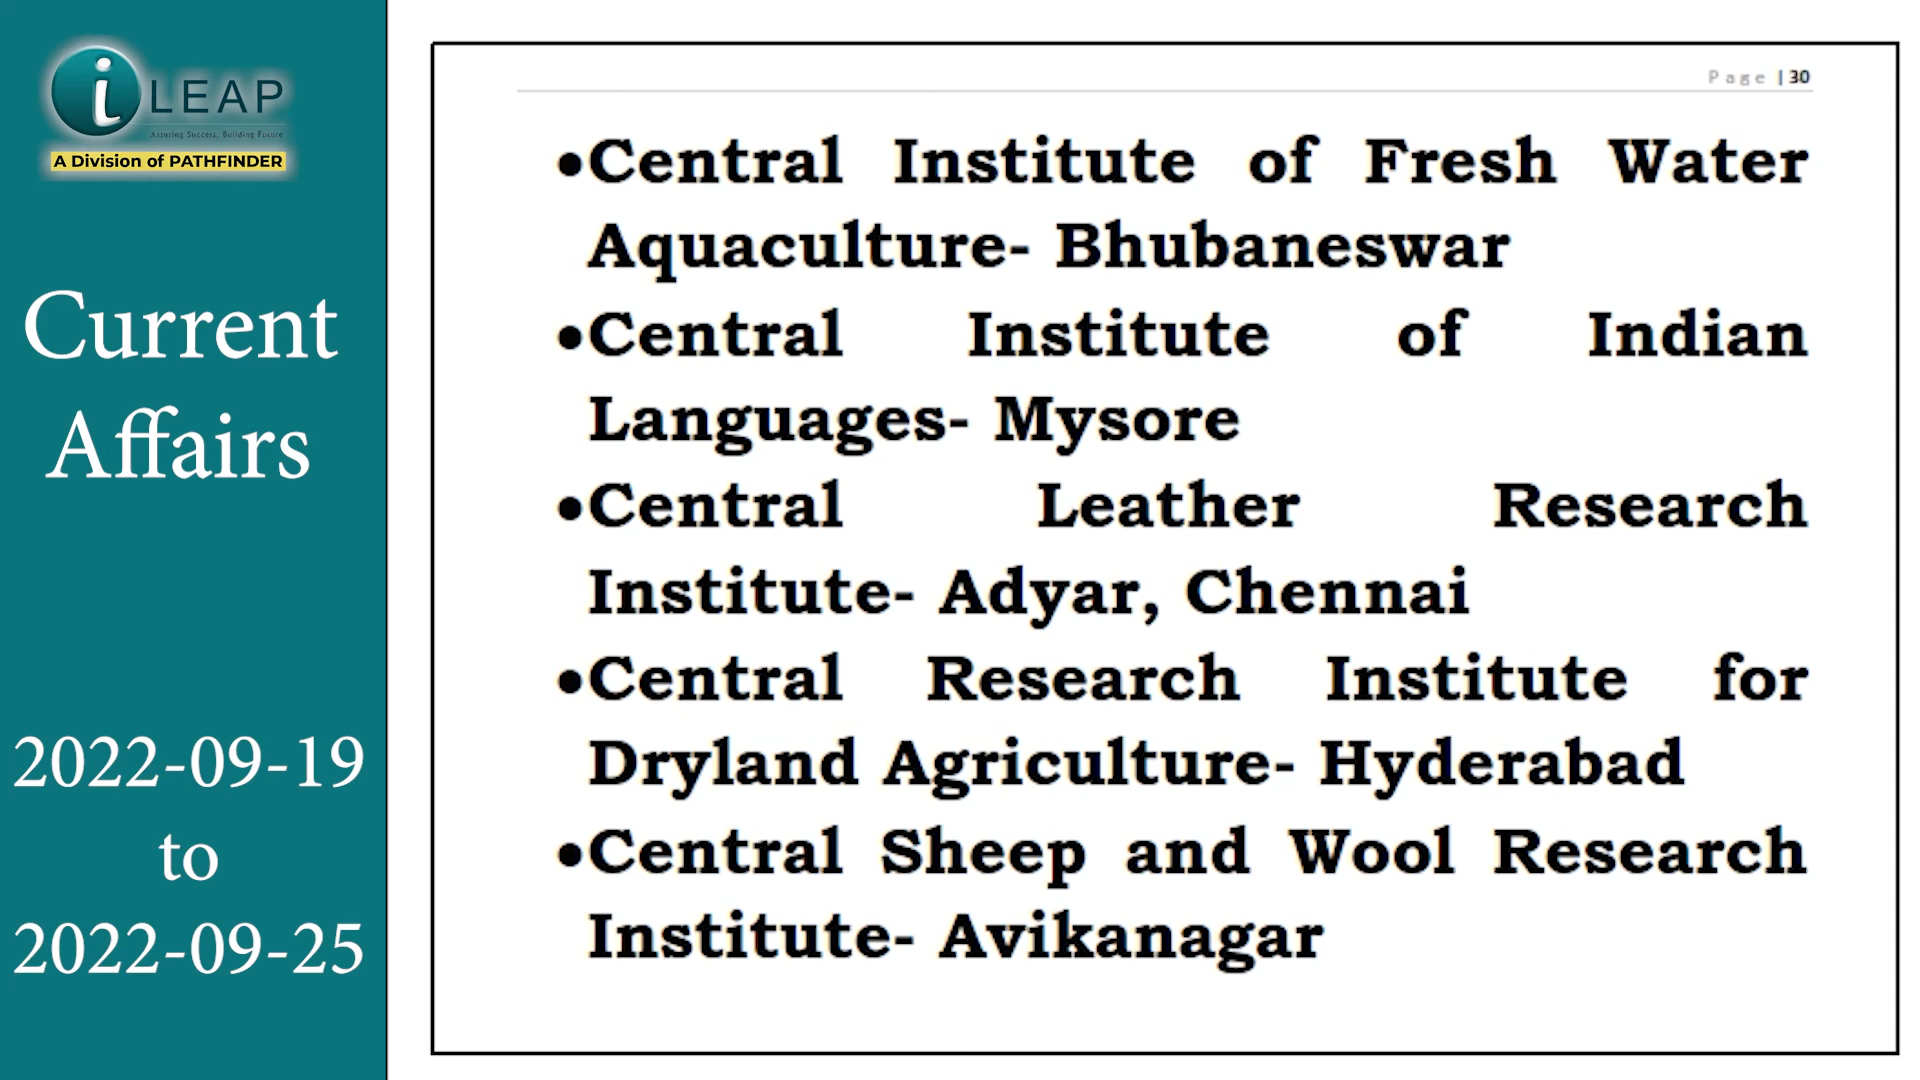 i LEAP
Assuring Success, Building Future
A Division of PATHFINDER
Current
Affairs
2022-09-19
to
2022-09-25
Page | 30
•Central Institute of Fresh Water
Aquaculture- Bhubaneswar
•Central Institute of Indian
Languages- Mysore
•Central Leather Research
Institute- Adyar, Chennai
•Central Research Institute for
Dryland Agriculture- Hyderabad
•Central Sheep and Wool Research
Institute- Avikanagar